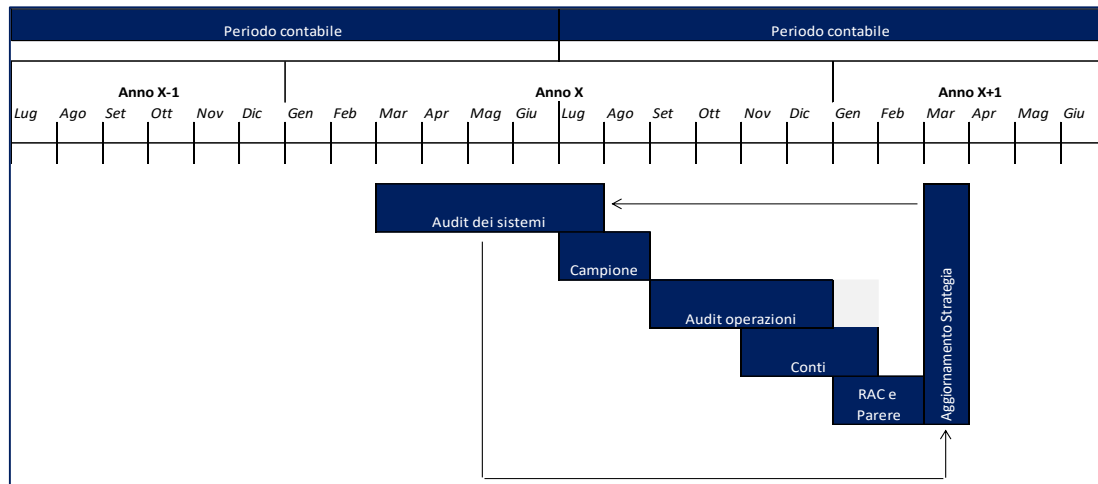 Periodo contabile Periodo contabile
Anno X-1 Anno X Anno X+1
Lug Ago Set Ott Nov Dic Gen Feb Mar Apr Mag Giu Lug Ago Set Ott Nov Dic Gen Feb Mar Apr Mag Giu
Audit dei sistemi
Campione
Audit operazioni
Conti
RAC e
Parere
Aggiornamento Strategia